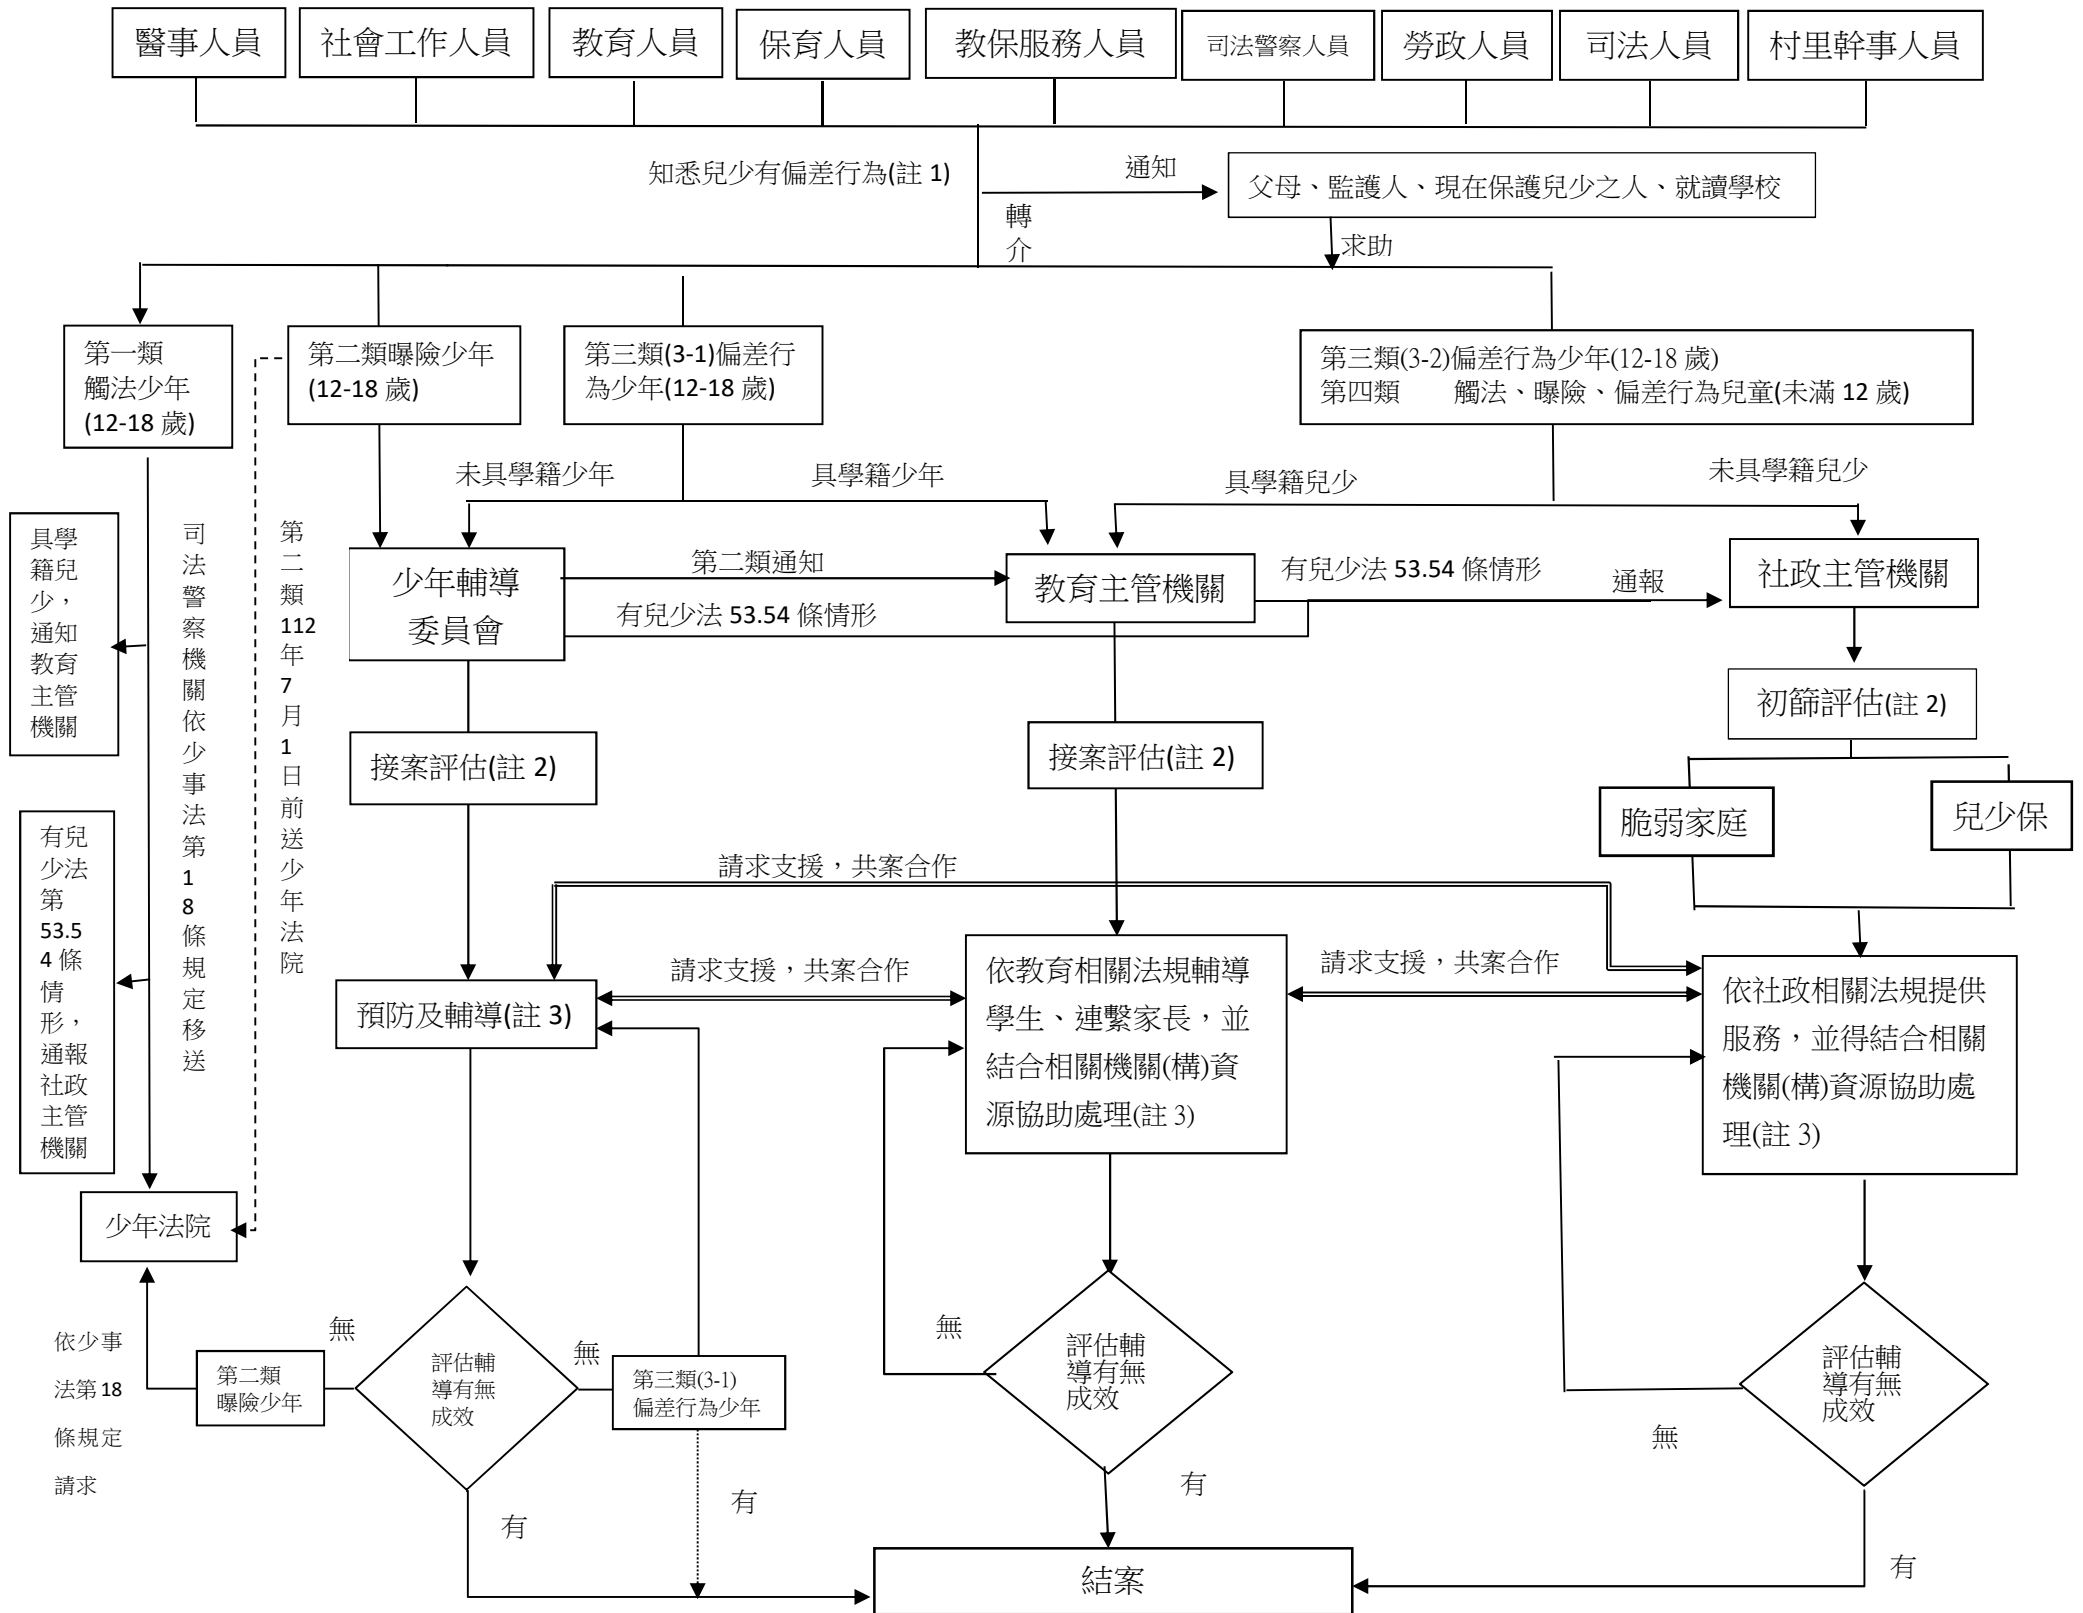 醫事人員
社會工作人員
教育人員
保育人員
教保服務人員
司法警察人員
勞政人員
司法人員
村里幹事人員
知悉兒少有偏差行為(註 1)
通知
父母、監護人、現在保護兒少之人、就讀學校
轉
介
求助
第一類
觸法少年
(12-18 歲)
第二類曝險少年
(12-18 歲)
第三類(3-1)偏差行
為少年(12-18 歲)
第三類(3-2)偏差行為少年(12-18 歲)
第四類 觸法、曝險、偏差行為兒童(未滿 12 歲)
未具學籍少年
具學籍少年
具學籍兒少
未具學籍兒少
具學
籍兒
少，
通知
教育
主管
機關
司
法
警
察
機
關
依
少
事
法
第
1
8
條
規
定
移
送
第
二
類
112
年
7
月
1
日
前
送
少
年
法
院
少年輔導
委員會
第二類通知
有兒少法 53.54 條情形
教育主管機關
有兒少法 53.54 條情形
通報
社政主管機關
初篩評估(註 2)
接案評估(註 2)
接案評估(註 2)
脆弱家庭
兒少保
有兒
少法
第
53.5
4 條
情
形，
通報
社政
主管
機關
請求支援，共案合作
請求支援，共案合作
請求支援，共案合作
預防及輔導(註 3)
依教育相關法規輔導
學生、連繫家長，並
結合相關機關(構)資
源協助處理(註 3)
依社政相關法規提供
服務，並得結合相關
機關(構)資源協助處
理(註 3)
少年法院
依少事
法第 18
條規定
請求
第二類
曝險少年
無
評估輔
導有無
成效
無
第三類(3-1)
偏差行為少年
無
評估輔
導有無
成效
無
評估輔
導有無
成效
有
有
有
有
結案